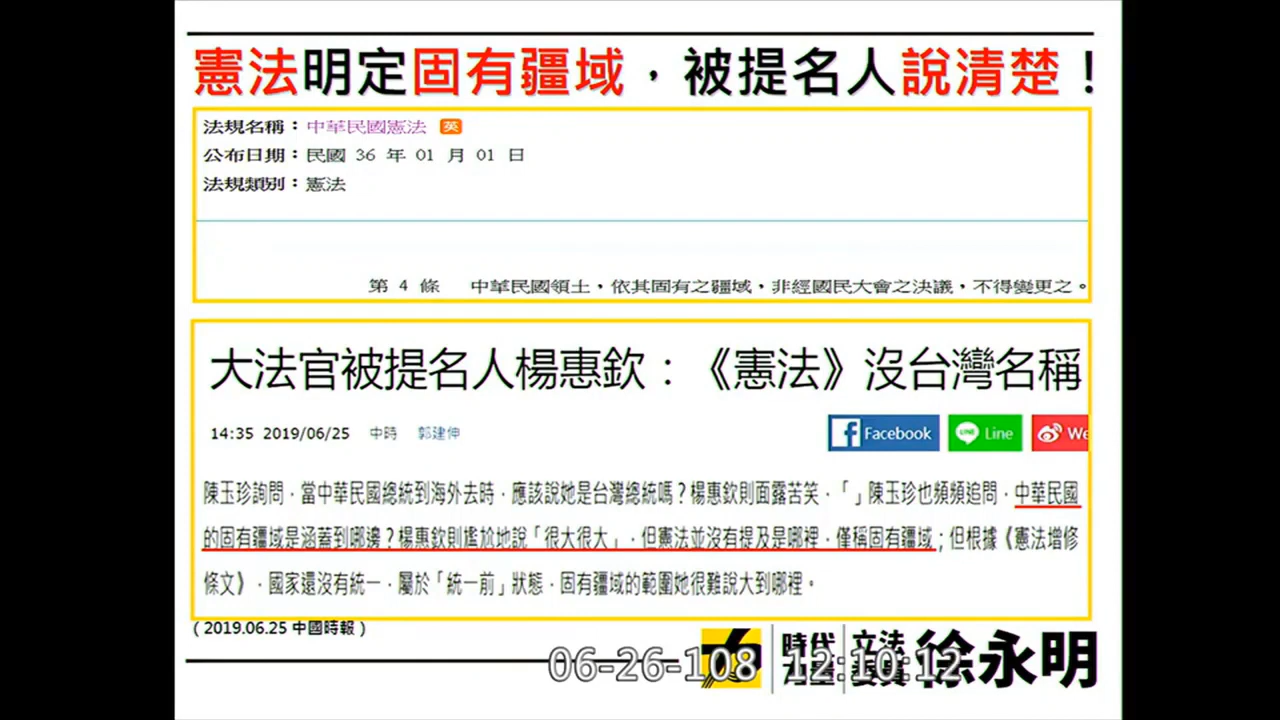 憲法明定固有疆域，被提名人說清楚！
法規名稱：中華民國憲法 英
公布日期：民國 36 年 01 月 01 日
法規類別：憲法
第 4 條 中華民國領土，依其固有之疆域，非經國民大會之決議，不得變更之。
大法官被提名人楊惠欽：《憲法》沒台灣名稱
14:35 2019/06/25 中時 郭建伸
Facebook Line We
陳玉珍詢問，當中華民國總統到海外去時，應該說她是台灣總統嗎？楊惠欽則面露苦笑，「」陳玉珍也頻頻追問，中華民國
的固有疆域是涵蓋到哪邊？楊惠欽則尷尬地說「很大很大」，但憲法並沒有提及是哪裡，僅稱固有疆域；但根據《憲法增修
條文》，國家還沒有統一，屬於「統一前」狀態，固有疆域的範圍她很難說大到哪裡。
（2019.06.25 中國時報）
時代力量 立法委員 徐永明
06-26-108 12:10:12